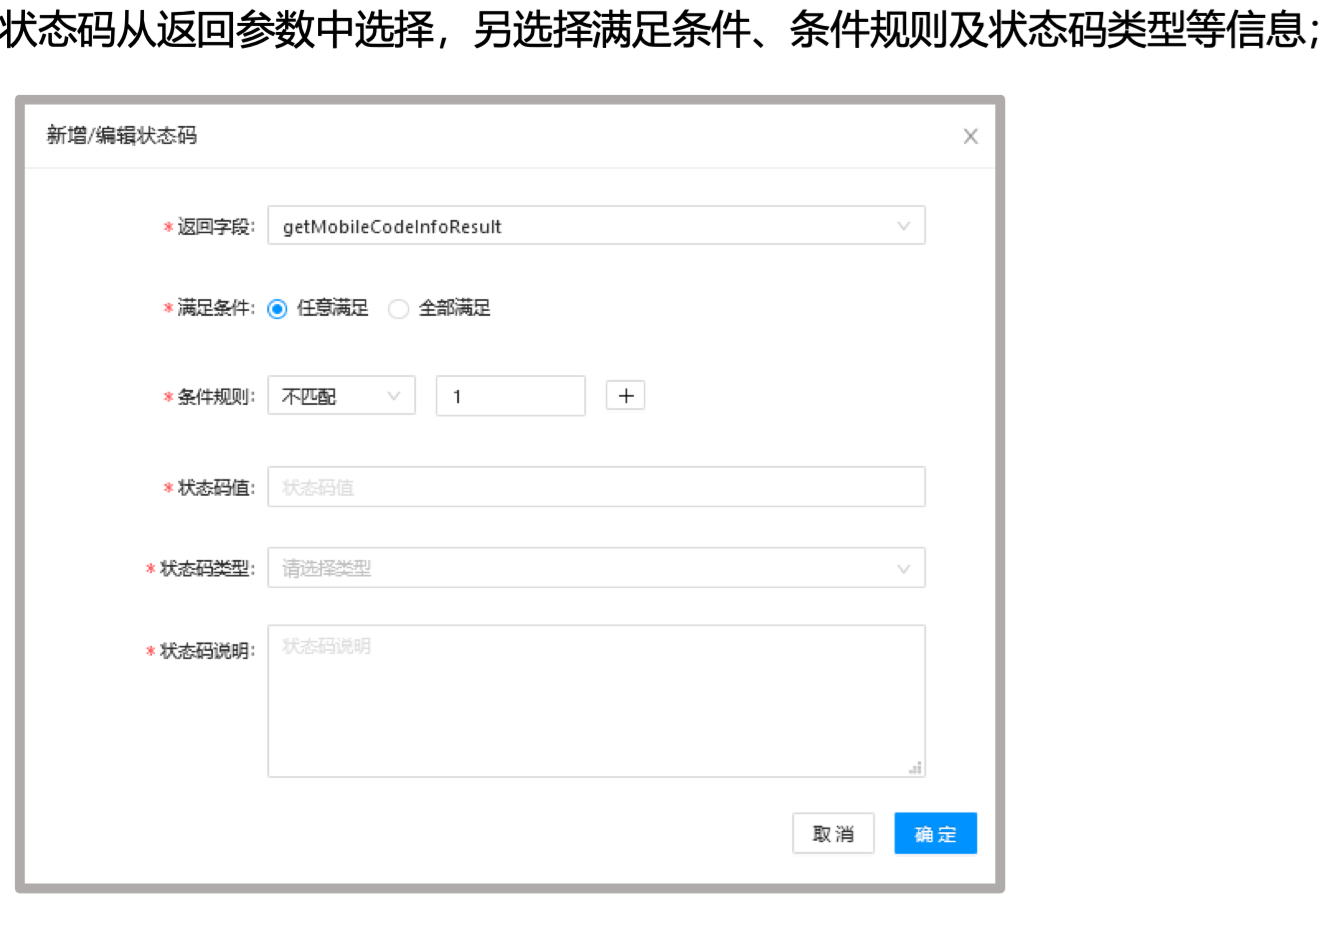 状态码从返回参数中选择，另选择满足条件、条件规则及状态码类型等信息；
新增/编辑状态码
* 返回字段: getMobileCodeInfoResult
* 满足条件: 任意满足 全部满足
* 条件规则: 不匹配 1 +
* 状态码值: 状态码值
* 状态码类型: 请选择类型
* 状态码说明: 状态码说明
取 消 确 定